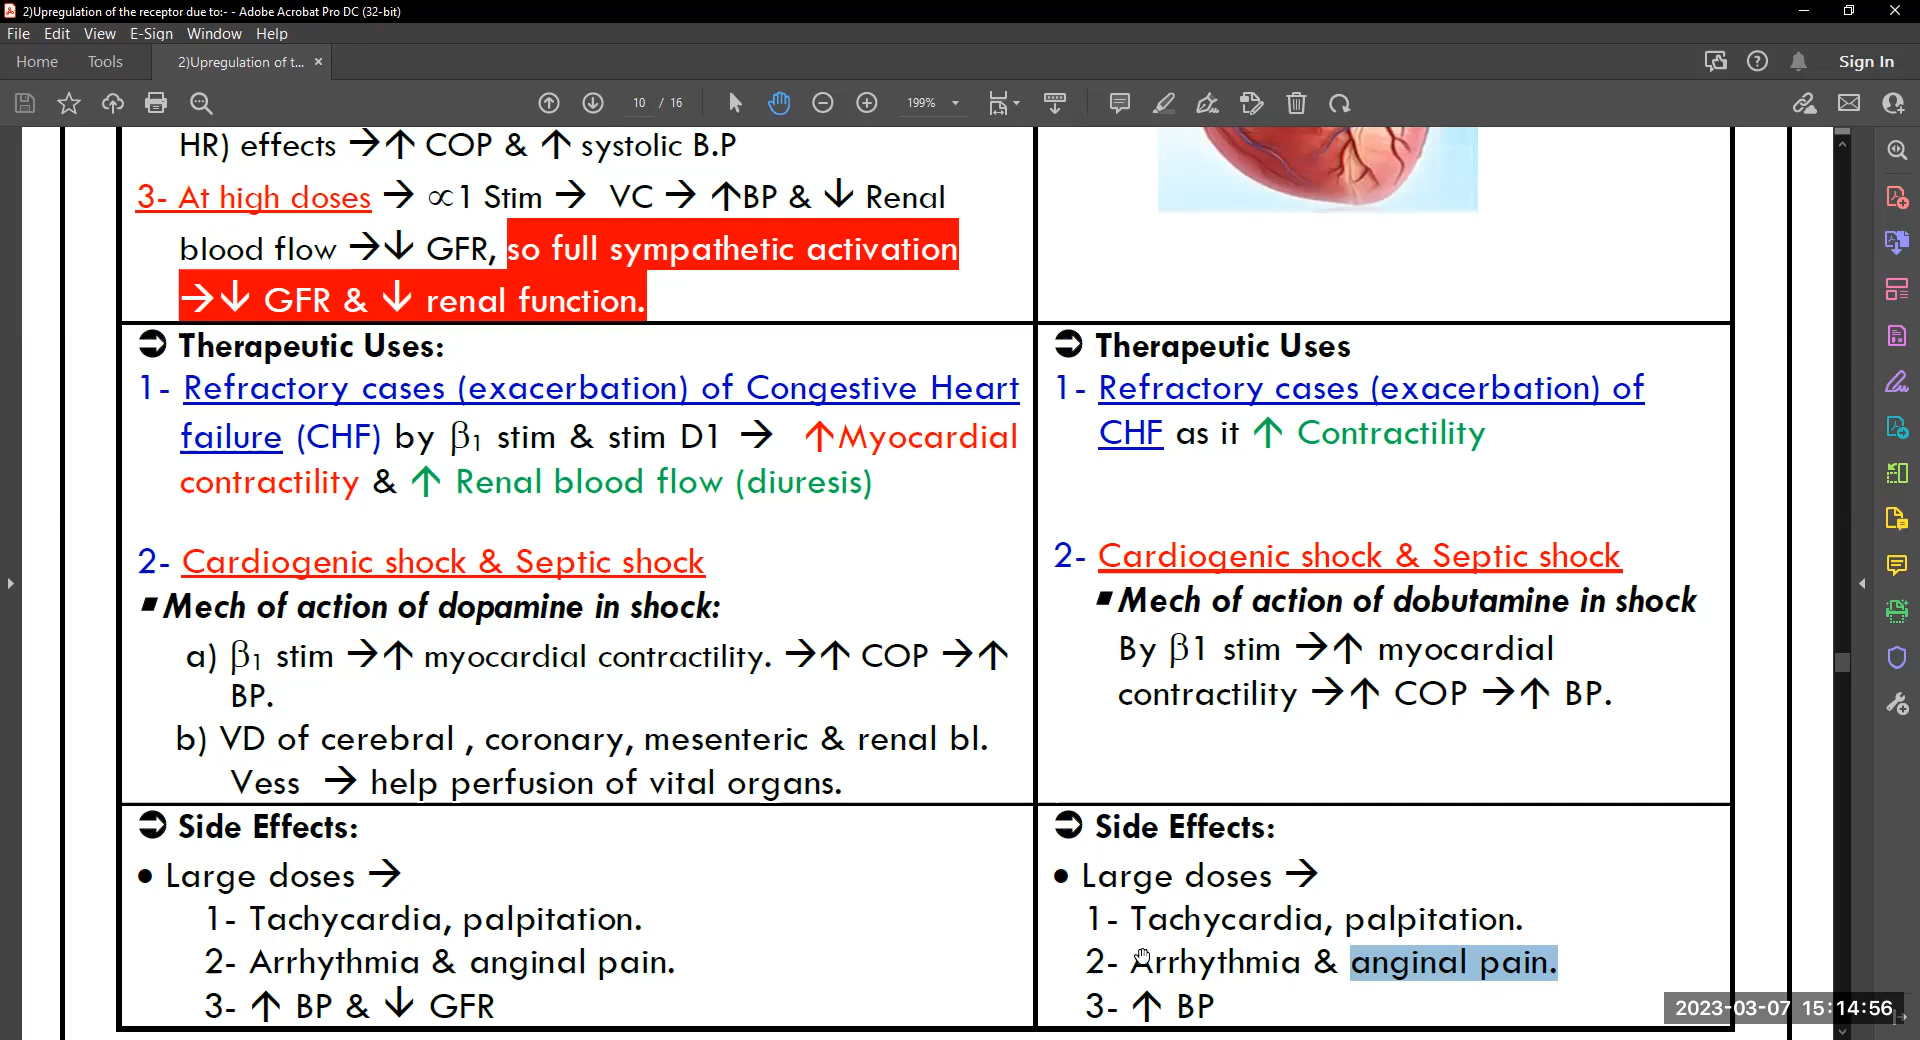 2)Upregulation of the receptor due to:- - Adobe Acrobat Pro DC (32-bit)
File Edit View E-Sign Window Help
Home Tools 2)Upregulation of t... × Sign In
10 / 16 199%
HR) effects →↑ COP & ↑ systolic B.P
3- At high doses → ∝1 Stim → VC → ↑BP & ↓ Renal
blood flow →↓ GFR, so full sympathetic activation
→↓ GFR & ↓ renal function.
➲ Therapeutic Uses:
1- Refractory cases (exacerbation) of Congestive Heart
failure (CHF) by β₁ stim & stim D1 → ↑Myocardial
contractility & ↑ Renal blood flow (diuresis)
2- Cardiogenic shock & Septic shock
▪Mech of action of dopamine in shock:
a) β₁ stim →↑ myocardial contractility. →↑ COP →↑
BP.
b) VD of cerebral , coronary, mesenteric & renal bl.
Vess → help perfusion of vital organs.
➲ Therapeutic Uses
1- Refractory cases (exacerbation) of
CHF as it ↑ Contractility
2- Cardiogenic shock & Septic shock
▪Mech of action of dobutamine in shock
By β1 stim →↑ myocardial
contractility →↑ COP →↑ BP.
➲ Side Effects:
• Large doses →
1- Tachycardia, palpitation.
2- Arrhythmia & anginal pain.
3- ↑ BP & ↓ GFR
➲ Side Effects:
• Large doses →
1- Tachycardia, palpitation.
2- Arrhythmia & anginal pain.
3- ↑ BP
2023-03-07 15:14:56